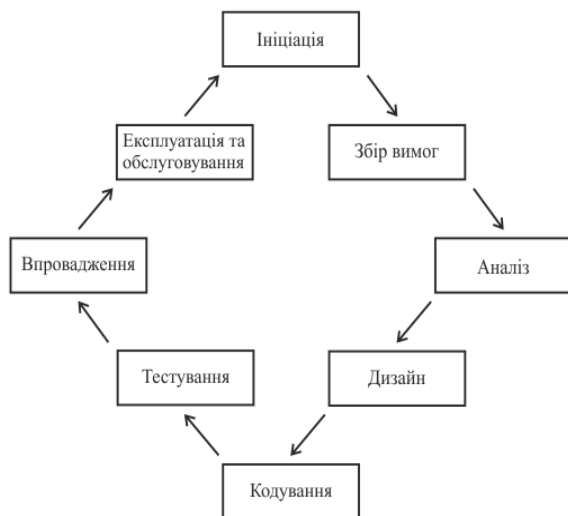 Ініціація
Збір вимог
Аналіз
Дизайн
Кодування
Тестування
Впровадження
Експлуатація та
обслуговування